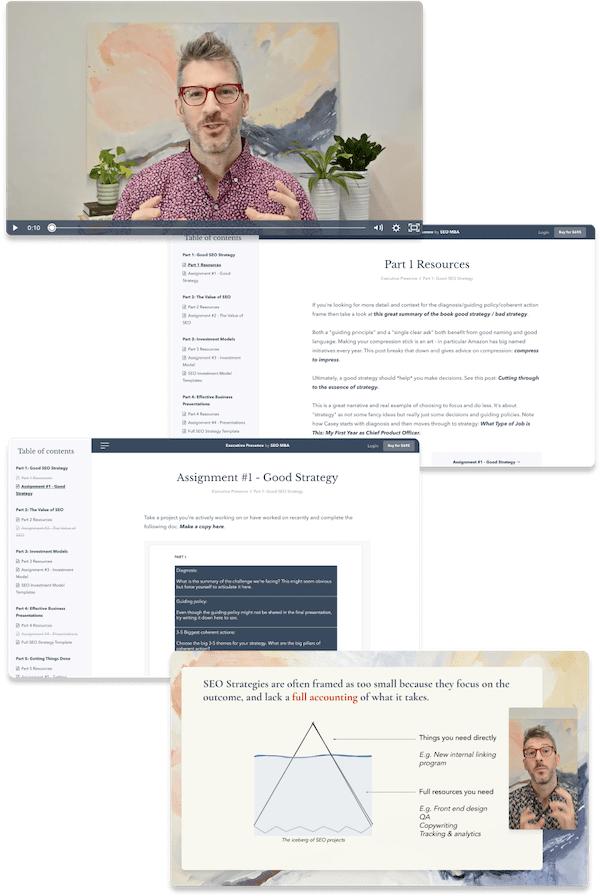 0:10
Table of contents
Part 1: Good SEO Strategy
Part 1 Resources
Assignment #1 - Good
Strategy
Part 2: The Value of SEO
Part 2 Resources
Assignment #2 - The Value of
SEO
Part 3: Investment Models
Part 3 Resources
Assignment #3 - Investment
Model
SEO Investment Model
Templates
Part 4: Effective Business
Presentations
Part 4 Resources
Assignment #4 - Presentations
Full SEO Strategy Template
by SEO MBA
Login
Buy for $695
Part 1 Resources
Executive Presence / Part 1: Good SEO Strategy
If you're looking for more detail and context for the diagnosis/guiding policy/coherent action
frame then take a look at this great summary of the book good strategy / bad strategy.
Both a "guiding principle" and a "single clear ask" both benefit from good naming and good
language. Making your compression stick is an art - in particular Amazon has big named
initiatives every year. This post breaks that down and gives advice on compression: compress
to impress.
Ultimately, a good strategy should *help* you make decisions. See this post: Cutting through
to the essence of strategy.
This is a great narrative and real example of choosing to focus and do less. It's about
"strategy" as not some fancy ideas but really just some decisions and guiding policies. Note
how Casey starts with diagnosis and then moves through to strategy: What Type of Job is
This: My First Year as Chief Product Officer.
Assignment #1 - Good Strategy →
Table of contents
Part 1: Good SEO Strategy
Part 1 Resources
Assignment #1 - Good
Strategy
Part 2: The Value of SEO
Part 2 Resources
Assignment #2 - The Value of
SEO
Part 3: Investment Models
Part 3 Resources
Assignment #3 - Investment
Model
SEO Investment Model
Templates
Part 4: Effective Business
Presentations
Part 4 Resources
Assignment #4 - Presentations
Full SEO Strategy Template
Part 5: Getting Things Done
Part 5 Resources
Executive Presence by SEO MBA
Login
Buy for $695
Assignment #1 - Good Strategy
Executive Presence / Part 1: Good SEO Strategy
Take a project you're actively working on or have worked on recently and complete the
following doc. Make a copy here.
PART 1
Diagnosis:
What is the summary of the challenge we're facing? This might seem obvious
but force yourself to articulate it here.
Guiding policy:
Even though the guiding policy might not be shared in the final presentation,
try writing it down here to see.
3-5 Biggest coherent actions:
Choose the big 3-5 themes for your strategy. What are the big pillars of
coherent action?
SEO Strategies are often framed as too small because they focus on the
outcome, and lack a full accounting of what it takes.
Things you need directly
E.g. New internal linking
program
Full resources you need
E.g. Front end design
QA
Copywriting
Tracking & analytics
The iceberg of SEO projects